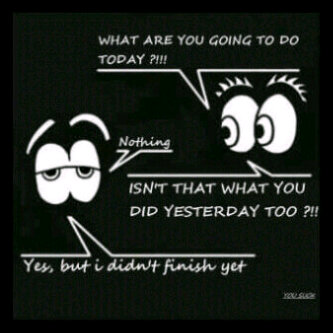 WHAT ARE YOU GOING TO DO
TODAY ?!!!
Nothing
ISN'T THAT WHAT YOU
DID YESTERDAY TOO ?!!
Yes, but i didn't finish yet
YOU SUCK